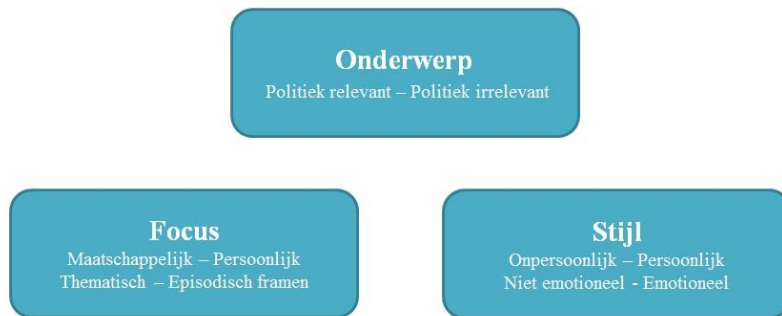 Onderwerp
Politiek relevant – Politiek irrelevant
Focus
Maatschappelijk – Persoonlijk
Thematisch – Episodisch framen
Stijl
Onpersoonlijk – Persoonlijk
Niet emotioneel - Emotioneel